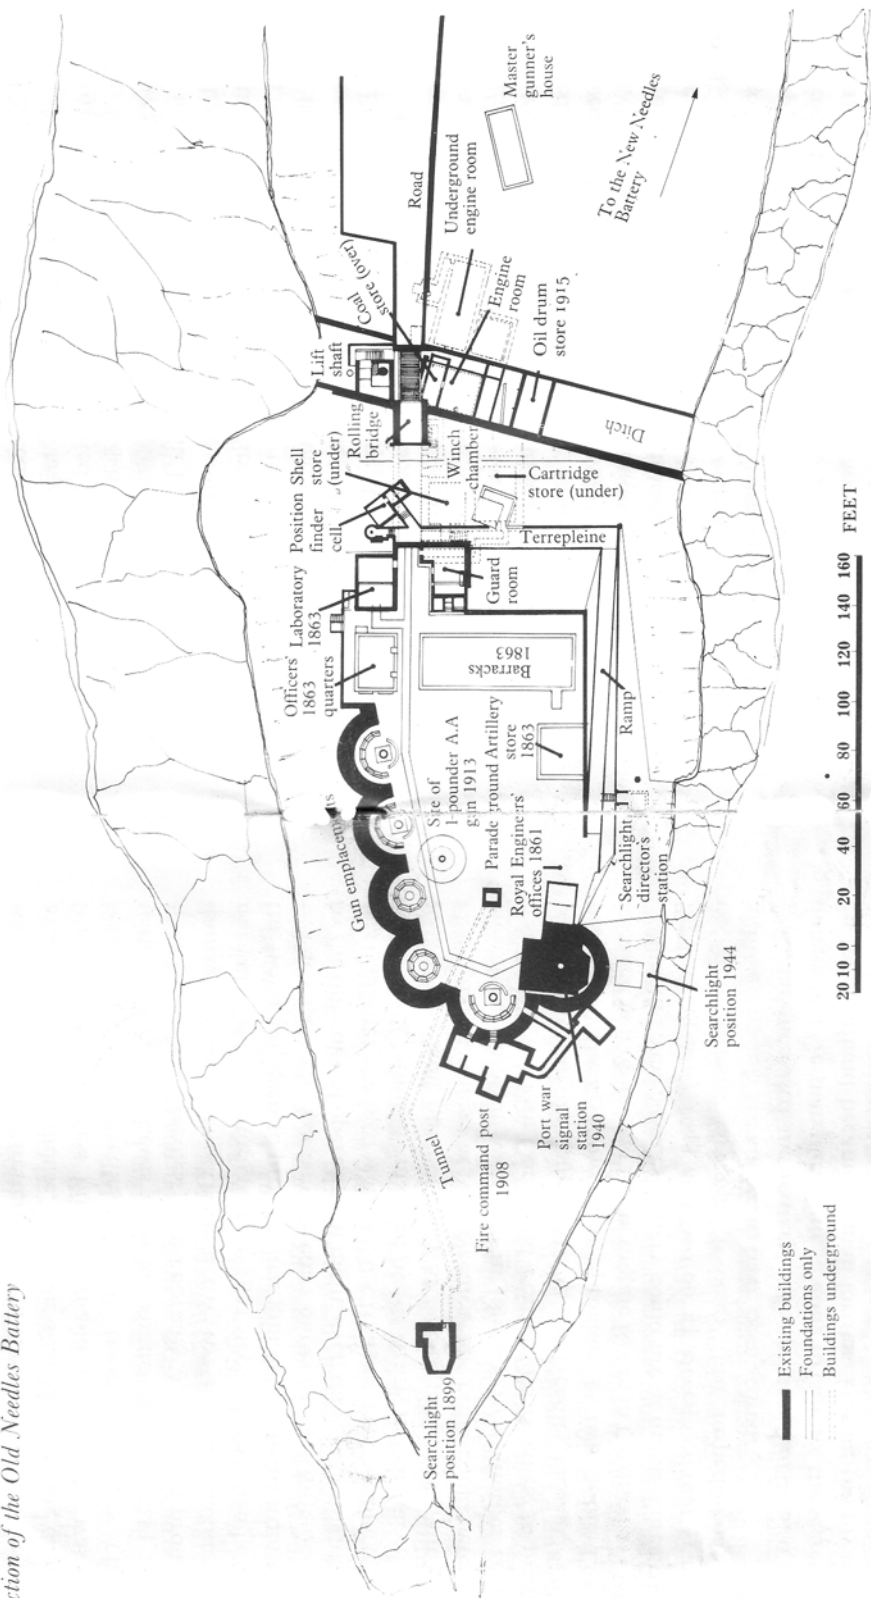 ction of the Old Needles Battery
Searchlight
position 1899
Tunnel
Fire command post
1908
Port war
signal
station
1940
Searchlight
position 1944
Searchlight
director's
station
Gun emplacements
Site of
1-pounder A.A
gun 1913
Parade ground
Royal Engineers'
offices 1861
Artillery
store
1863
Ramp
Officers'
1863
quarters
Laboratory
1863
Barracks
1863
Guard
room
Terrepleine
Position
finder
cell
Shell
store
(under)
Rolling
bridge
Winch
chamber
Cartridge
store (under)
Lift
shaft
Coal
store (over)
Engine
room
Oil drum
store 1915
Ditch
Road
Underground
engine room
Master
gunner's
house
To the New Needles
Battery
Existing buildings
Foundations only
Buildings underground
20 10 0 20 40 60 80 100 120 140 160 FEET